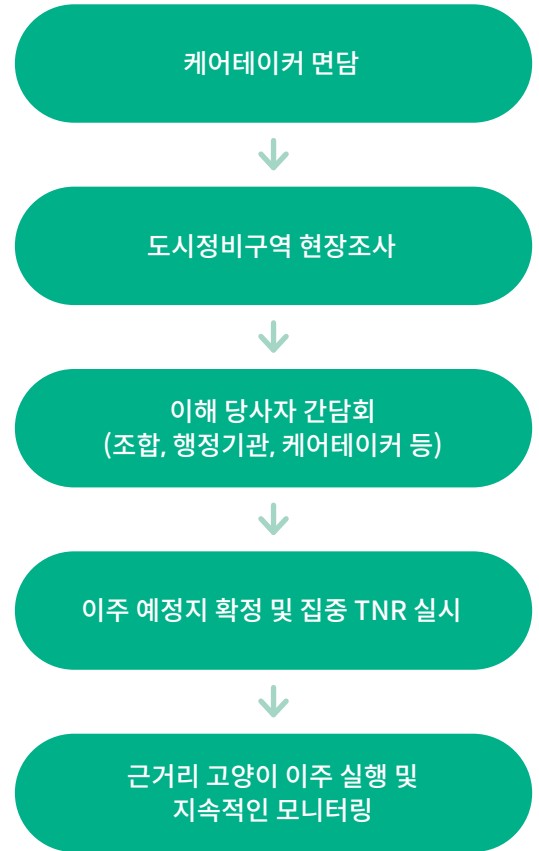 케어테이커 면담
도시정비구역 현장조사
이해 당사자 간담회
(조합, 행정기관, 케어테이커 등)
이주 예정지 확정 및 집중 TNR 실시
근거리 고양이 이주 실행 및
지속적인 모니터링